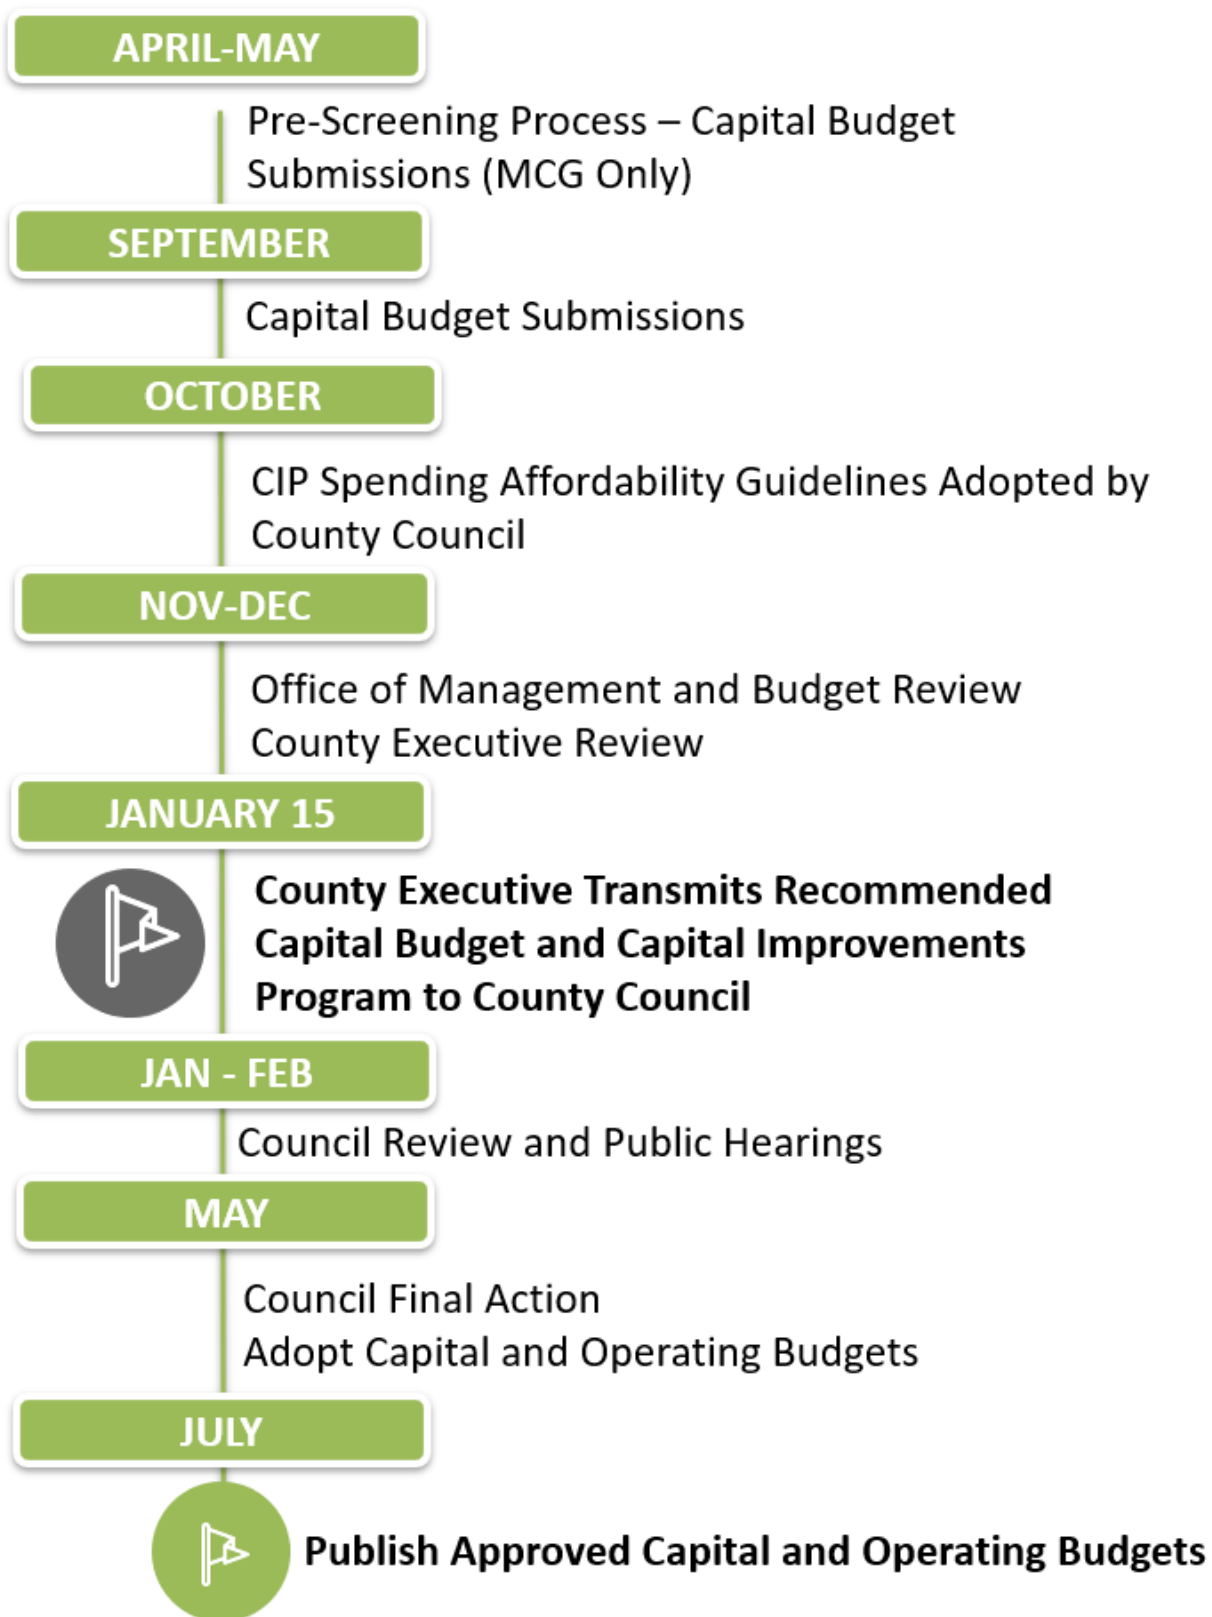 APRIL-MAY
Pre-Screening Process – Capital Budget
Submissions (MCG Only)
SEPTEMBER
Capital Budget Submissions
OCTOBER
CIP Spending Affordability Guidelines Adopted by
County Council
NOV-DEC
Office of Management and Budget Review
County Executive Review
JANUARY 15
County Executive Transmits Recommended
Capital Budget and Capital Improvements
Program to County Council
JAN - FEB
Council Review and Public Hearings
MAY
Council Final Action
Adopt Capital and Operating Budgets
JULY
Publish Approved Capital and Operating Budgets